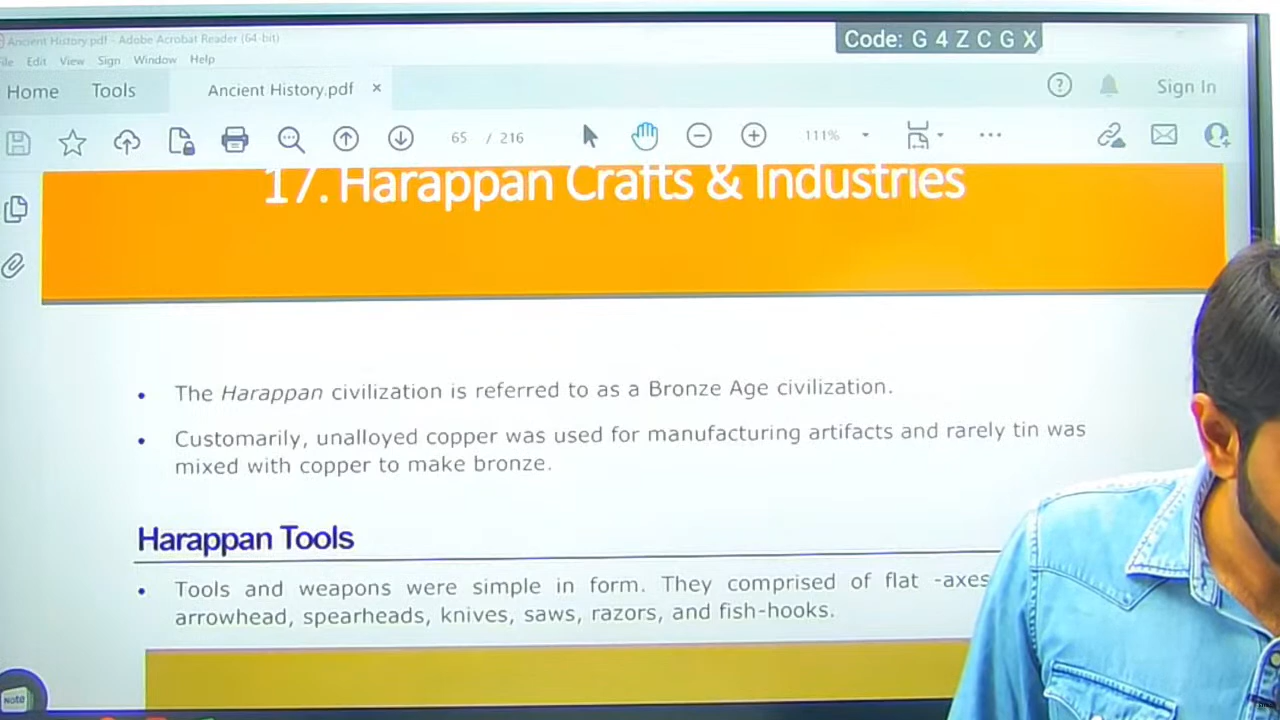 Ancient History.pdf - Adobe Acrobat Reader (64-bit)
Code: G 4 Z C G X
File Edit View Sign Window Help
Home Tools Ancient History.pdf ×
? Sign In
65 / 216 111%
17. Harappan Crafts & Industries
• The Harappan civilization is referred to as a Bronze Age civilization.
• Customarily, unalloyed copper was used for manufacturing artifacts and rarely tin was
mixed with copper to make bronze.
Harappan Tools
• Tools and weapons were simple in form. They comprised of flat -axes
arrowhead, spearheads, knives, saws, razors, and fish-hooks.
Note